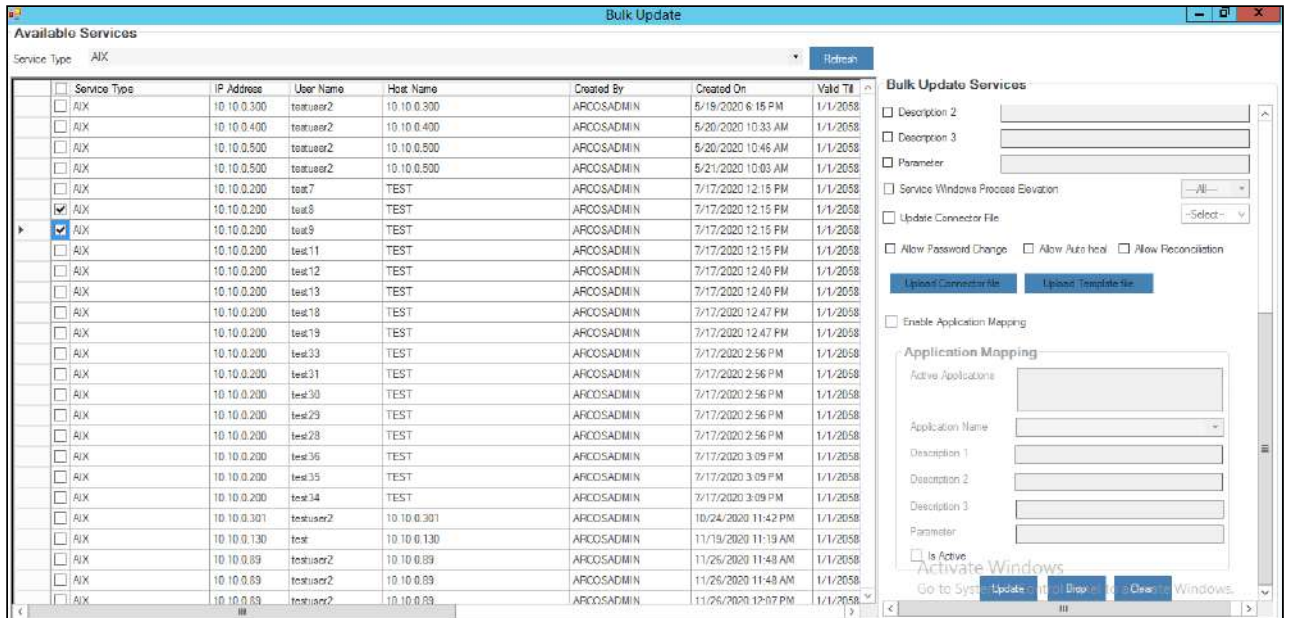 Bulk Update
Available Services
Service Type AIX Refresh
Service Type IP Address User Name Host Name Created By Created On Valid Till
AIX 10.10.0.300 testuser2 10.10.0.300 ARCOSADMIN 5/19/2020 6:15 PM 1/1/2058
AIX 10.10.0.400 testuser2 10.10.0.400 ARCOSADMIN 5/20/2020 10:33 AM 1/1/2058
AIX 10.10.0.500 testuser2 10.10.0.500 ARCOSADMIN 5/20/2020 10:46 AM 1/1/2058
AIX 10.10.0.500 testuser2 10.10.0.500 ARCOSADMIN 5/21/2020 10:03 AM 1/1/2058
AIX 10.10.0.200 test7 TEST ARCOSADMIN 7/17/2020 12:15 PM 1/1/2058
AIX 10.10.0.200 test8 TEST ARCOSADMIN 7/17/2020 12:15 PM 1/1/2058
AIX 10.10.0.200 test9 TEST ARCOSADMIN 7/17/2020 12:15 PM 1/1/2058
AIX 10.10.0.200 test11 TEST ARCOSADMIN 7/17/2020 12:15 PM 1/1/2058
AIX 10.10.0.200 test12 TEST ARCOSADMIN 7/17/2020 12:40 PM 1/1/2058
AIX 10.10.0.200 test13 TEST ARCOSADMIN 7/17/2020 12:40 PM 1/1/2058
AIX 10.10.0.200 test18 TEST ARCOSADMIN 7/17/2020 12:47 PM 1/1/2058
AIX 10.10.0.200 test19 TEST ARCOSADMIN 7/17/2020 12:47 PM 1/1/2058
AIX 10.10.0.200 test33 TEST ARCOSADMIN 7/17/2020 2:56 PM 1/1/2058
AIX 10.10.0.200 test31 TEST ARCOSADMIN 7/17/2020 2:56 PM 1/1/2058
AIX 10.10.0.200 test30 TEST ARCOSADMIN 7/17/2020 2:56 PM 1/1/2058
AIX 10.10.0.200 test29 TEST ARCOSADMIN 7/17/2020 2:56 PM 1/1/2058
AIX 10.10.0.200 test28 TEST ARCOSADMIN 7/17/2020 2:56 PM 1/1/2058
AIX 10.10.0.200 test36 TEST ARCOSADMIN 7/17/2020 3:09 PM 1/1/2058
AIX 10.10.0.200 test35 TEST ARCOSADMIN 7/17/2020 3:09 PM 1/1/2058
AIX 10.10.0.200 test34 TEST ARCOSADMIN 7/17/2020 3:09 PM 1/1/2058
AIX 10.10.0.301 testuser2 10.10.0.301 ARCOSADMIN 10/24/2020 11:42 PM 1/1/2058
AIX 10.10.0.130 test 10.10.0.130 ARCOSADMIN 11/19/2020 11:19 AM 1/1/2058
AIX 10.10.0.89 testuser2 10.10.0.89 ARCOSADMIN 11/26/2020 11:48 AM 1/1/2058
AIX 10.10.0.89 testuser2 10.10.0.89 ARCOSADMIN 11/26/2020 11:48 AM 1/1/2058
AIX 10.10.0.89 testuser2 10.10.0.89 ARCOSADMIN 11/26/2020 12:07 PM 1/1/2058
Bulk Update Services
Description 2
Description 3
Parameter
Service Windows Process Elevation ---All---
Update Connector File --Select--
Allow Password Change Allow Auto heal Allow Reconciliation
Upload Connector file Upload Template file
Enable Application Mapping
Application Mapping
Active Applications
Application Name
Description 1
Description 2
Description 3
Parameter
Is Active
Activate Windows
Go to System Control Panel to activate Windows.
Update Drop Clear